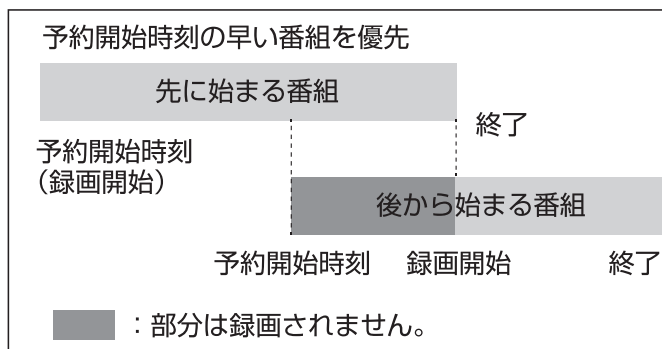 予約開始時刻の早い番組を優先
先に始まる番組
終了
予約開始時刻
(録画開始)
後から始まる番組
予約開始時刻 録画開始 終了
：部分は録画されません。